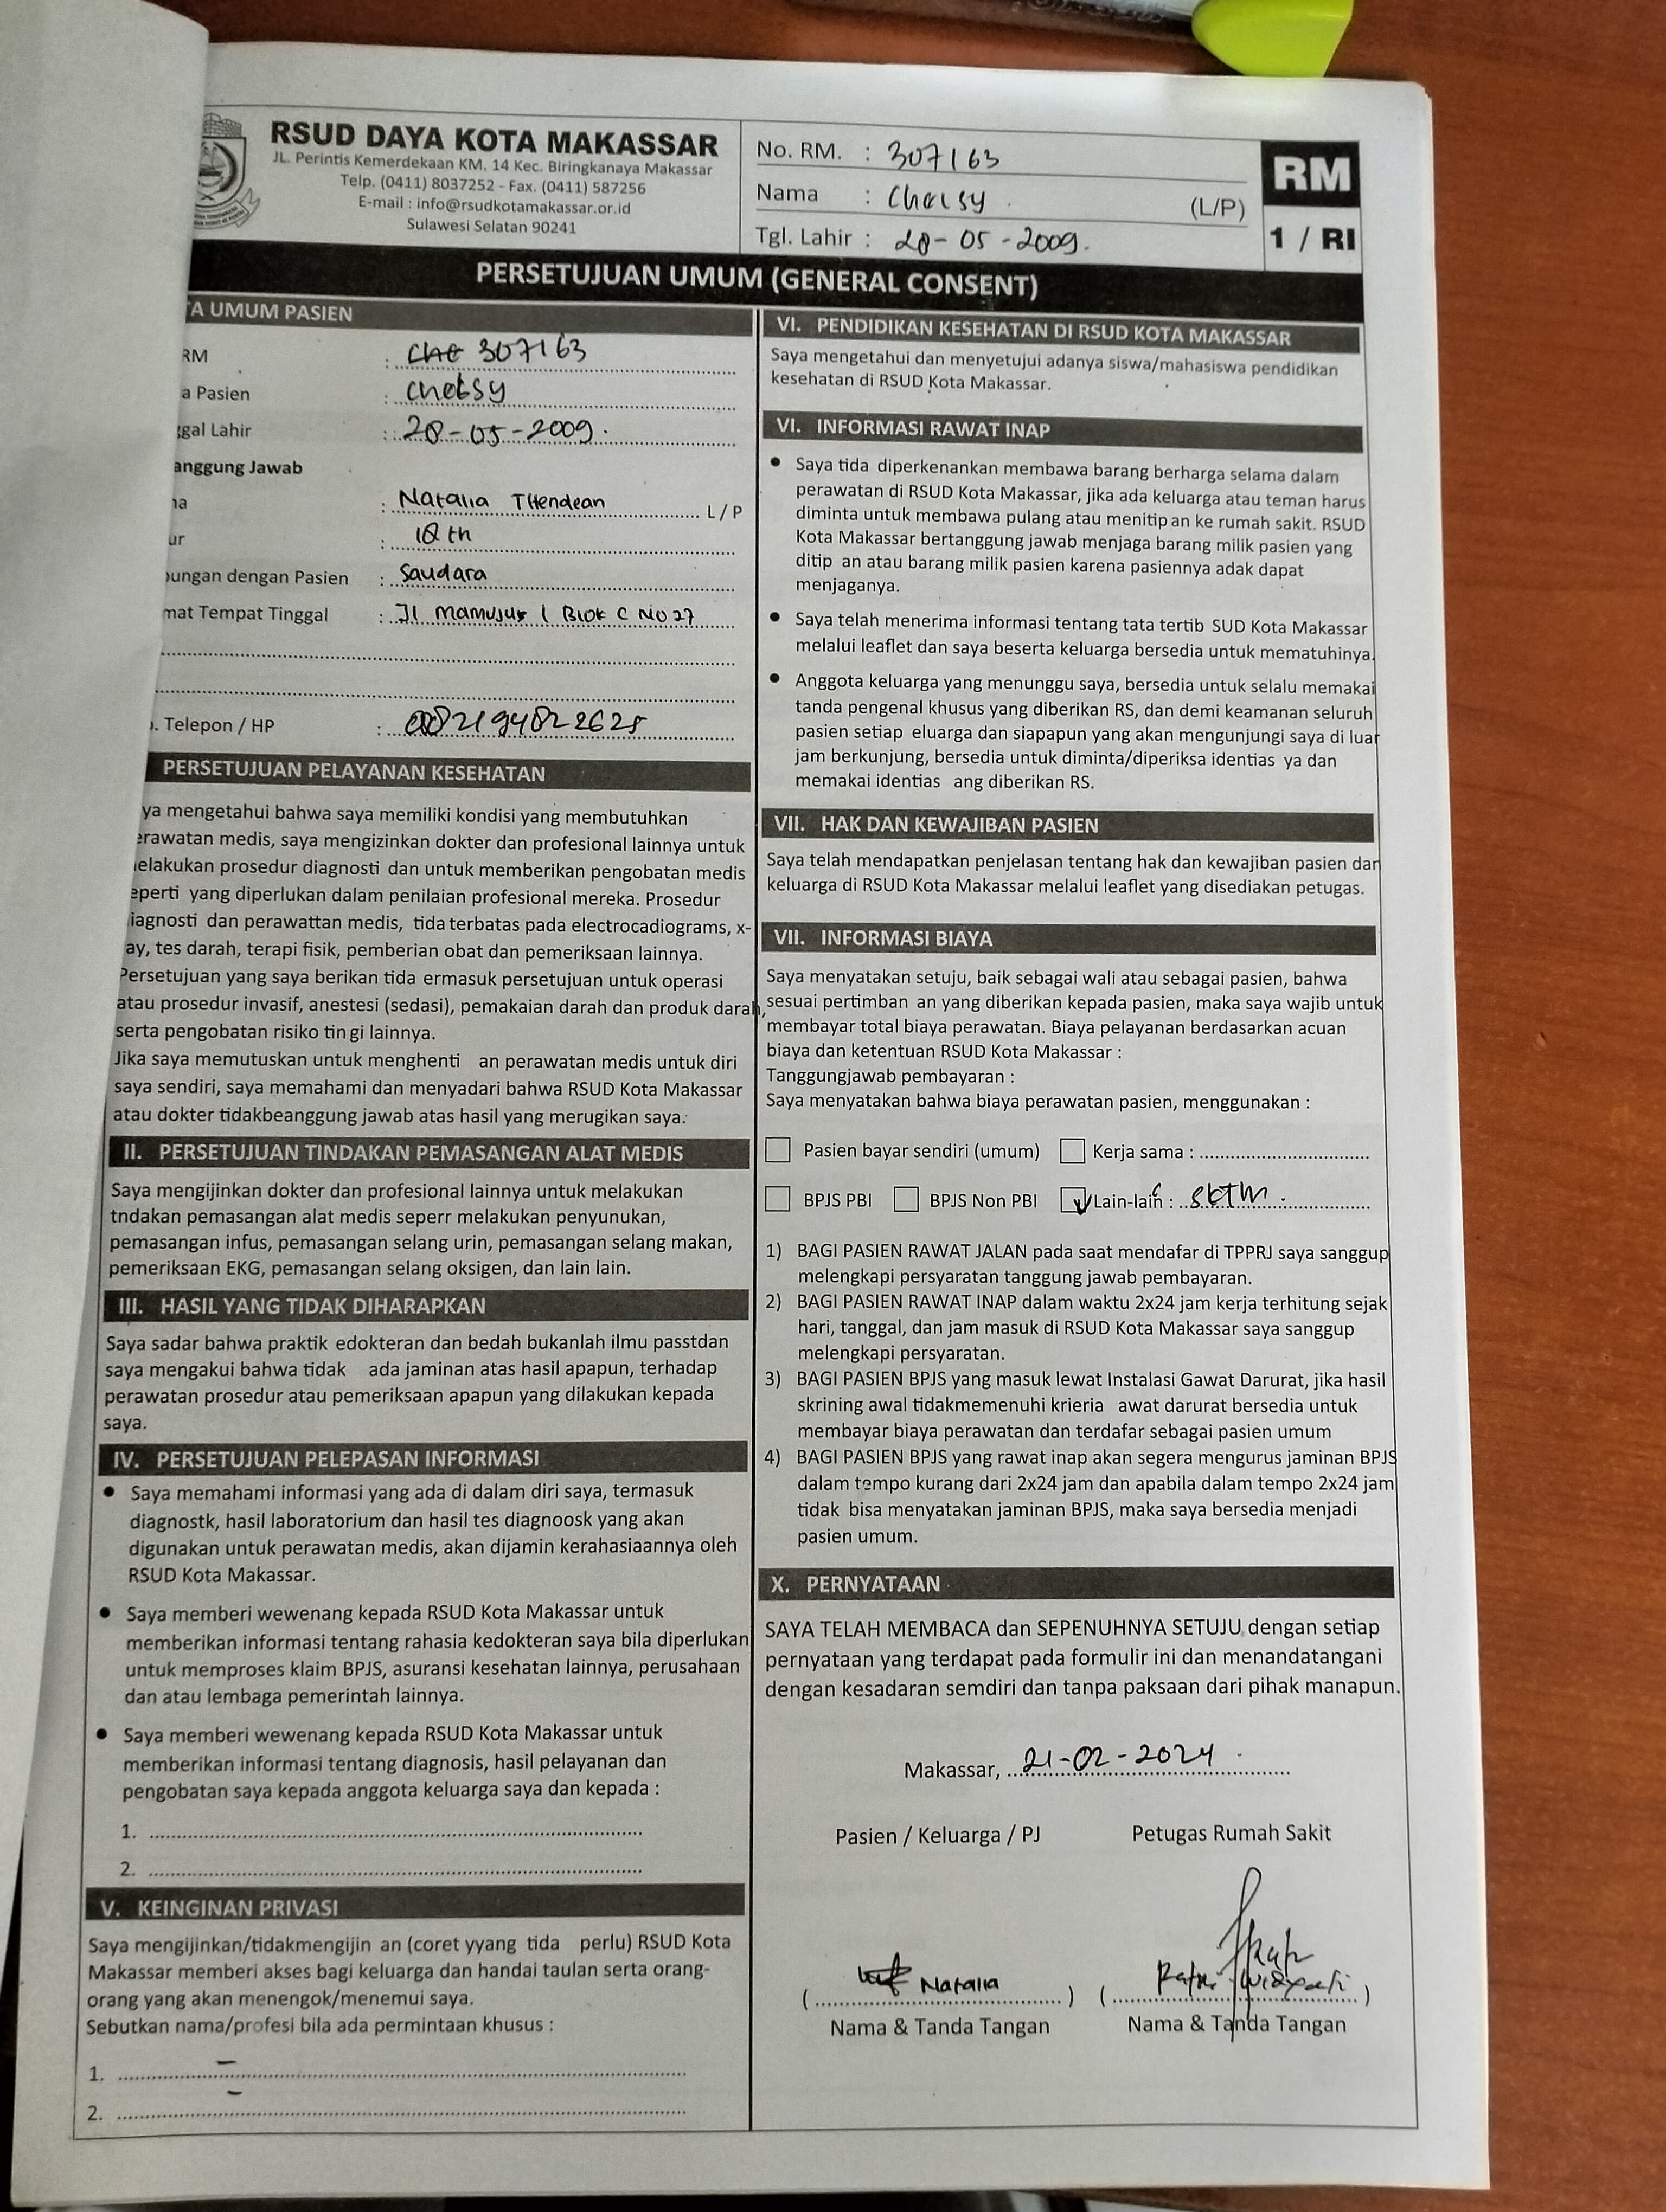 RSUD DAYA KOTA MAKASSAR
JL. Perintis Kemerdekaan KM. 14 Kec. Biringkanaya Makassar
Telp. (0411) 8037252 - Fax. (0411) 587256
E-mail : info@rsudkotamakassar.or.id
Sulawesi Selatan 90241
No. RM. : 307163
Nama : Chelsy (L/P)
Tgl. Lahir : 28-05-2009.
RM
1 / RI
PERSETUJUAN UMUM (GENERAL CONSENT)
A UMUM PASIEN
RM : 307163
a Pasien : Chelsy
gal Lahir : 28-05-2009.
anggung Jawab
na : Natalia THendean L / P
ur : 18 th
ungan dengan Pasien : Saudara
mat Tempat Tinggal : Jl Mamuju 1 Blok C No 27
. Telepon / HP : 082194822625
PERSETUJUAN PELAYANAN KESEHATAN
ya mengetahui bahwa saya memiliki kondisi yang membutuhkan
erawatan medis, saya mengizinkan dokter dan profesional lainnya untuk
elakukan prosedur diagnosti dan untuk memberikan pengobatan medis
eperti yang diperlukan dalam penilaian profesional mereka. Prosedur
iagnosti dan perawattan medis, tida terbatas pada electrocadiograms, x-
ay, tes darah, terapi fisik, pemberian obat dan pemeriksaan lainnya.
Persetujuan yang saya berikan tida ermasuk persetujuan untuk operasi
atau prosedur invasif, anestesi (sedasi), pemakaian darah dan produk darah,
serta pengobatan risiko tingi lainnya.
Jika saya memutuskan untuk menghenti an perawatan medis untuk diri
saya sendiri, saya memahami dan menyadari bahwa RSUD Kota Makassar
atau dokter tidakbeanggung jawab atas hasil yang merugikan saya.
II. PERSETUJUAN TINDAKAN PEMASANGAN ALAT MEDIS
Saya mengijinkan dokter dan profesional lainnya untuk melakukan
tndakan pemasangan alat medis seperr melakukan penyunukan,
pemasangan infus, pemasangan selang urin, pemasangan selang makan,
pemeriksaan EKG, pemasangan selang oksigen, dan lain lain.
III. HASIL YANG TIDAK DIHARAPKAN
Saya sadar bahwa praktik edokteran dan bedah bukanlah ilmu passtdan
saya mengakui bahwa tidak ada jaminan atas hasil apapun, terhadap
perawatan prosedur atau pemeriksaan apapun yang dilakukan kepada
saya.
IV. PERSETUJUAN PELEPASAN INFORMASI
● Saya memahami informasi yang ada di dalam diri saya, termasuk
diagnostk, hasil laboratorium dan hasil tes diagnoosk yang akan
digunakan untuk perawatan medis, akan dijamin kerahasiaannya oleh
RSUD Kota Makassar.
● Saya memberi wewenang kepada RSUD Kota Makassar untuk
memberikan informasi tentang rahasia kedokteran saya bila diperlukan
untuk memproses klaim BPJS, asuransi kesehatan lainnya, perusahaan
dan atau lembaga pemerintah lainnya.
● Saya memberi wewenang kepada RSUD Kota Makassar untuk
memberikan informasi tentang diagnosis, hasil pelayanan dan
pengobatan saya kepada anggota keluarga saya dan kepada :
1.
2.
V. KEINGINAN PRIVASI
Saya mengijinkan/tidakmengijin an (coret yyang tida perlu) RSUD Kota
Makassar memberi akses bagi keluarga dan handai taulan serta orang-
orang yang akan menengok/menemui saya.
Sebutkan nama/profesi bila ada permintaan khusus :
1. -
2. -
VI. PENDIDIKAN KESEHATAN DI RSUD KOTA MAKASSAR
Saya mengetahui dan menyetujui adanya siswa/mahasiswa pendidikan
kesehatan di RSUD Kota Makassar.
VI. INFORMASI RAWAT INAP
● Saya tida diperkenankan membawa barang berharga selama dalam
perawatan di RSUD Kota Makassar, jika ada keluarga atau teman harus
diminta untuk membawa pulang atau menitip an ke rumah sakit. RSUD
Kota Makassar bertanggung jawab menjaga barang milik pasien yang
ditip an atau barang milik pasien karena pasiennya adak dapat
menjaganya.
● Saya telah menerima informasi tentang tata tertib SUD Kota Makassar
melalui leaflet dan saya beserta keluarga bersedia untuk mematuhinya.
● Anggota keluarga yang menunggu saya, bersedia untuk selalu memakai
tanda pengenal khusus yang diberikan RS, dan demi keamanan seluruh
pasien setiap eluarga dan siapapun yang akan mengunjungi saya di luar
jam berkunjung, bersedia untuk diminta/diperiksa identias ya dan
memakai identias ang diberikan RS.
VII. HAK DAN KEWAJIBAN PASIEN
Saya telah mendapatkan penjelasan tentang hak dan kewajiban pasien dan
keluarga di RSUD Kota Makassar melalui leaflet yang disediakan petugas.
VII. INFORMASI BIAYA
Saya menyatakan setuju, baik sebagai wali atau sebagai pasien, bahwa
sesuai pertimban an yang diberikan kepada pasien, maka saya wajib untuk
membayar total biaya perawatan. Biaya pelayanan berdasarkan acuan
biaya dan ketentuan RSUD Kota Makassar :
Tanggungjawab pembayaran :
Saya menyatakan bahwa biaya perawatan pasien, menggunakan :
Pasien bayar sendiri (umum) Kerja sama :
BPJS PBI BPJS Non PBI Lain-lain : SKTM
1) BAGI PASIEN RAWAT JALAN pada saat mendafar di TPPRJ saya sanggup
melengkapi persyaratan tanggung jawab pembayaran.
2) BAGI PASIEN RAWAT INAP dalam waktu 2x24 jam kerja terhitung sejak
hari, tanggal, dan jam masuk di RSUD Kota Makassar saya sanggup
melengkapi persyaratan.
3) BAGI PASIEN BPJS yang masuk lewat Instalasi Gawat Darurat, jika hasil
skrining awal tidakmemenuhi krieria awat darurat bersedia untuk
membayar biaya perawatan dan terdafar sebagai pasien umum
4) BAGI PASIEN BPJS yang rawat inap akan segera mengurus jaminan BPJS
dalam tempo kurang dari 2x24 jam dan apabila dalam tempo 2x24 jam
tidak bisa menyatakan jaminan BPJS, maka saya bersedia menjadi
pasien umum.
X. PERNYATAAN
SAYA TELAH MEMBACA dan SEPENUHNYA SETUJU dengan setiap
pernyataan yang terdapat pada formulir ini dan menandatangani
dengan kesadaran semdiri dan tanpa paksaan dari pihak manapun.
Makassar, 21-02-2024
Pasien / Keluarga / PJ Petugas Rumah Sakit
( Natalia ) ( )
Nama & Tanda Tangan Nama & Tanda Tangan